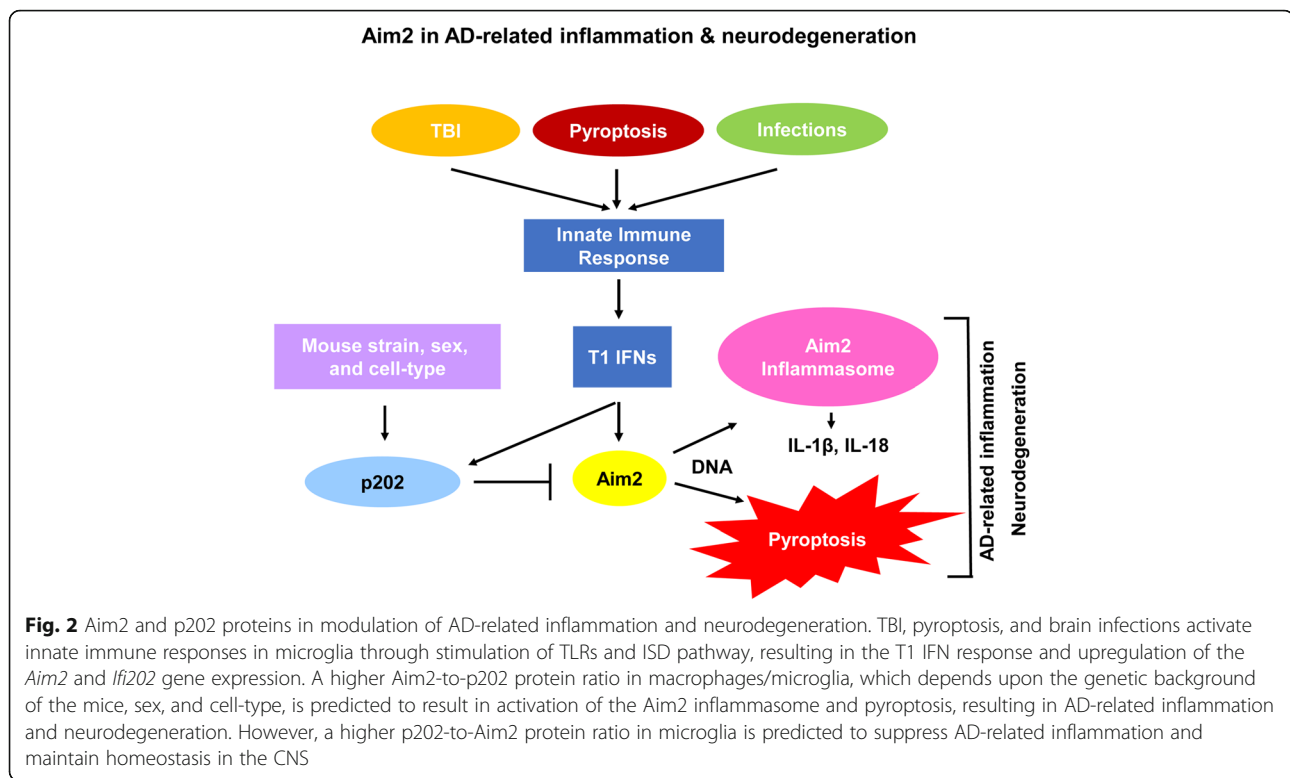 Aim2 in AD-related inflammation & neurodegeneration
TBI
Pyroptosis
Infections
Innate Immune
Response
Mouse strain, sex,
and cell-type
T1 IFNs
Aim2
Inflammasome
IL-1β, IL-18
p202
Aim2
DNA
Pyroptosis
AD-related inflammation
Neurodegeneration
Fig. 2 Aim2 and p202 proteins in modulation of AD-related inflammation and neurodegeneration. TBI, pyroptosis, and brain infections activate
innate immune responses in microglia through stimulation of TLRs and ISD pathway, resulting in the T1 IFN response and upregulation of the
Aim2 and Ifi202 gene expression. A higher Aim2-to-p202 protein ratio in macrophages/microglia, which depends upon the genetic background
of the mice, sex, and cell-type, is predicted to result in activation of the Aim2 inflammasome and pyroptosis, resulting in AD-related inflammation
and neurodegeneration. However, a higher p202-to-Aim2 protein ratio in microglia is predicted to suppress AD-related inflammation and
maintain homeostasis in the CNS